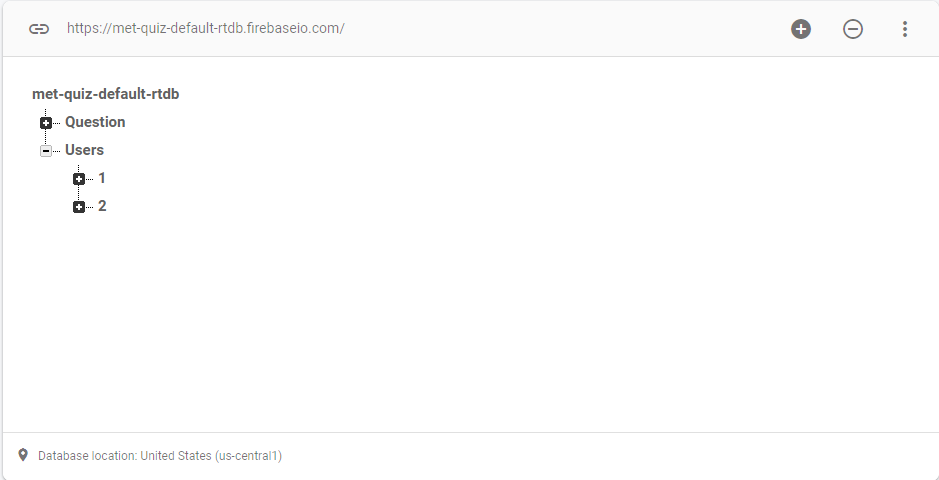 https://met-quiz-default-rtdb.firebaseio.com/
met-quiz-default-rtdb
Question
Users
1
2
Database location: United States (us-central1)